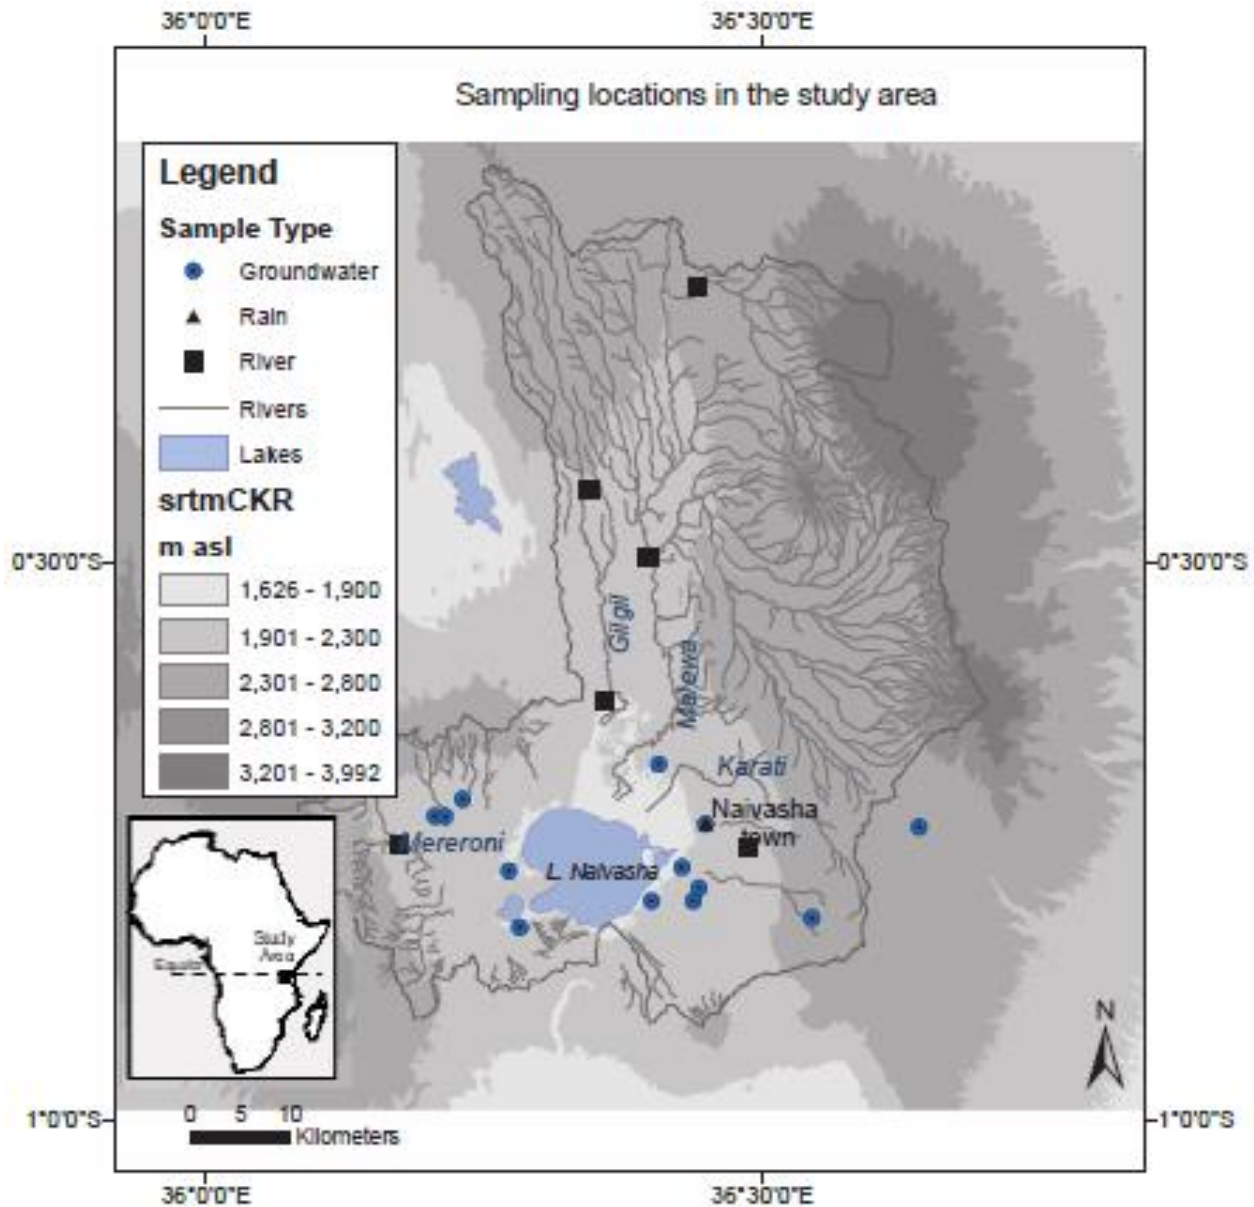 36°0'0"E
36°30'0"E
Sampling locations in the study area
Legend
Sample Type
Groundwater
Rain
River
Rivers
Lakes
srtmCKR
m asl
1,626 - 1,900
1,901 - 2,300
2,301 - 2,800
2,801 - 3,200
3,201 - 3,992
0°30'0"S
0°30'0"S
Gilgil
Malewa
Karati
Naivasha
town
Mereroni
L. Naivasha
Study
Area
Equator
N
0 5 10
Kilometers
1°0'0"S
1°0'0"S
36°0'0"E
36°30'0"E